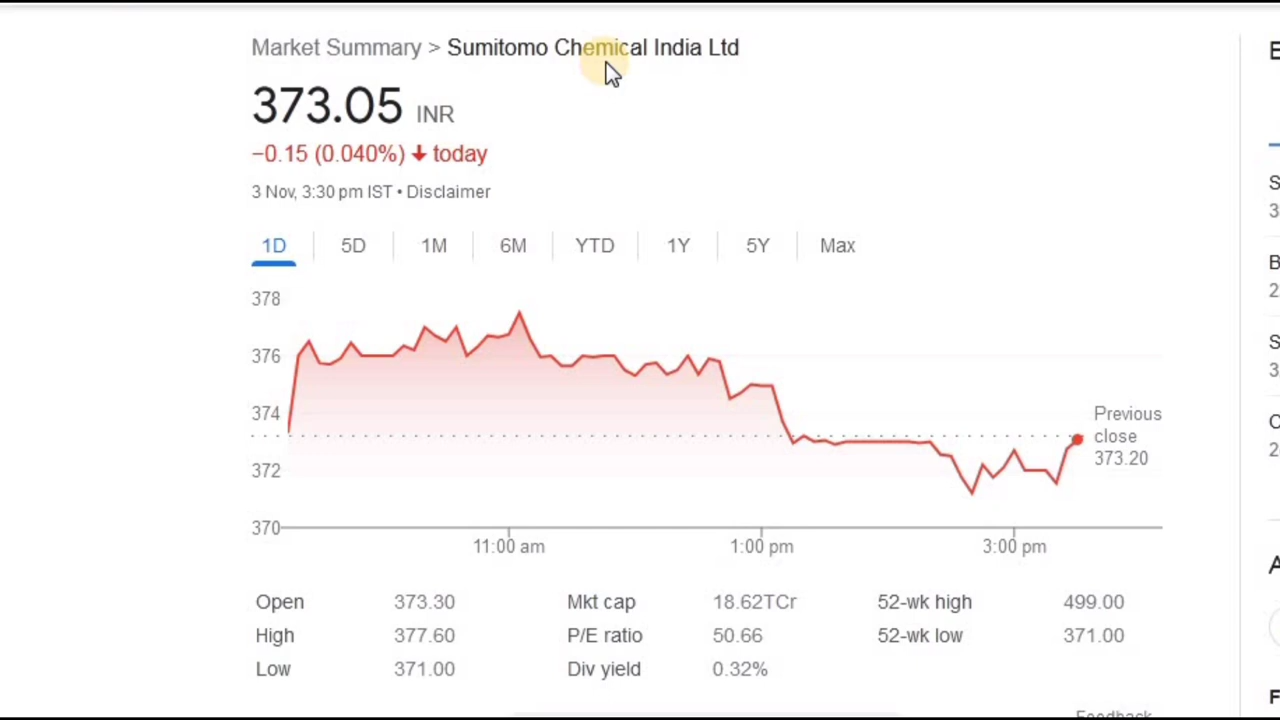 Market Summary > Sumitomo Chemical India Ltd
373.05 INR
−0.15 (0.040%) ↓ today
3 Nov, 3:30 pm IST • Disclaimer
1D 5D 1M 6M YTD 1Y 5Y Max
378
376
374
372
370
Previous
close
373.20
11:00 am 1:00 pm 3:00 pm
Open 373.30 Mkt cap 18.62TCr 52-wk high 499.00
High 377.60 P/E ratio 50.66 52-wk low 371.00
Low 371.00 Div yield 0.32%
Feedback